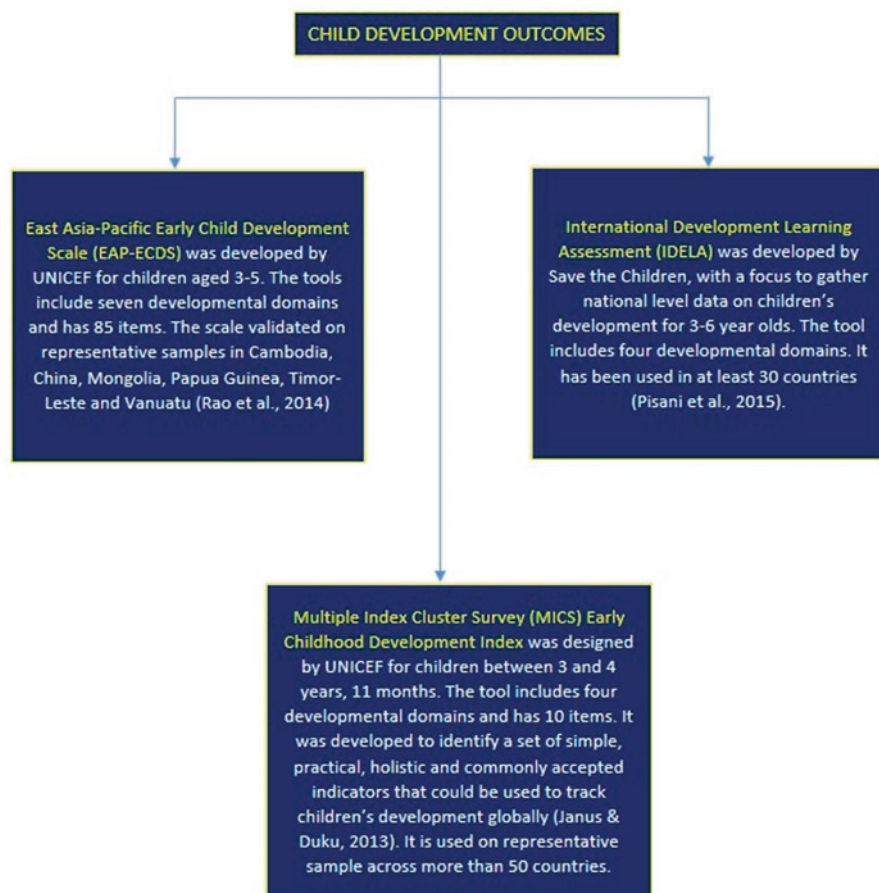 CHILD DEVELOPMENT OUTCOMES
East Asia-Pacific Early Child Development
Scale (EAP-ECDS) was developed by
UNICEF for children aged 3-5. The tools
include seven developmental domains
and has 85 items. The scale validated on
representative samples in Cambodia,
China, Mongolia, Papua Guinea, Timor-
Leste and Vanuatu (Rao et al., 2014)
International Development Learning
Assessment (IDELA) was developed by
Save the Children, with a focus to gather
national level data on children's
development for 3-6 year olds. The tool
includes four developmental domains. It
has been used in at least 30 countries
(Pisani et al., 2015).
Multiple Index Cluster Survey (MICS) Early
Childhood Development Index was designed
by UNICEF for children between 3 and 4
years, 11 months. The tool includes four
developmental domains and has 10 items. It
was developed to identify a set of simple,
practical, holistic and commonly accepted
indicators that could be used to track
children's development globally (Janus &
Duku, 2013). It is used on representative
sample across more than 50 countries.